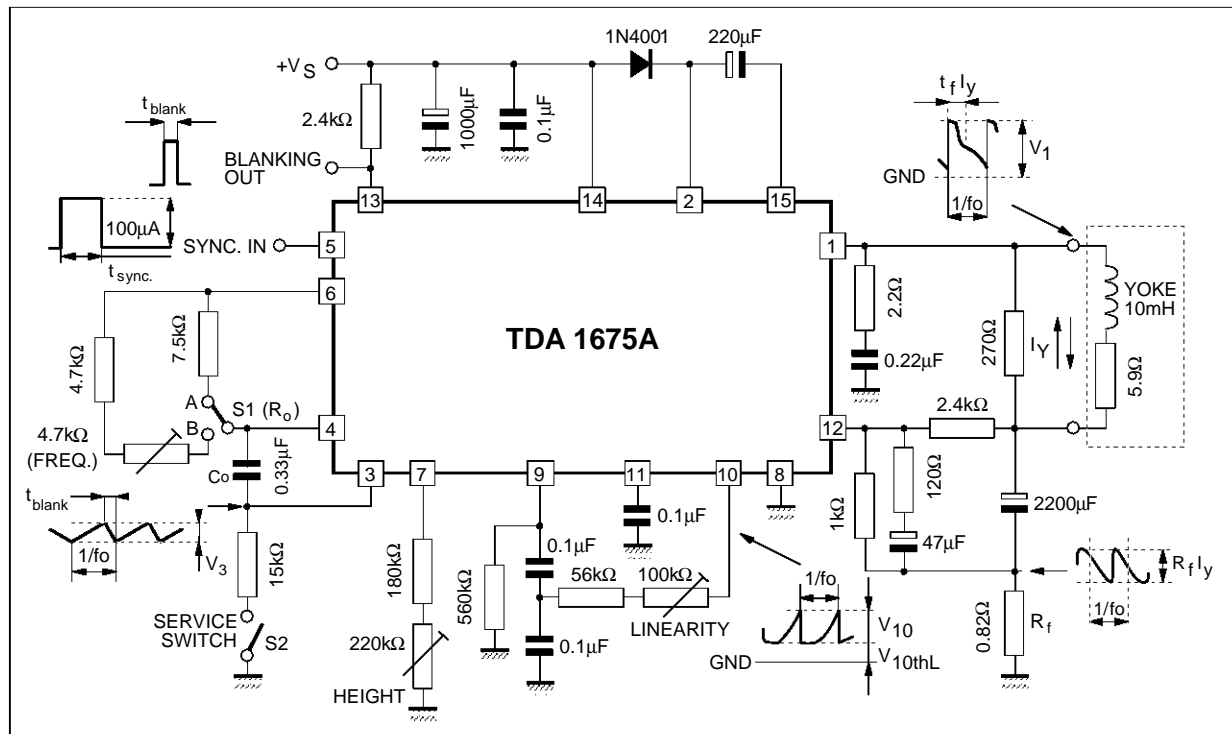 1N4001
220μF
+VS
tblank
2.4kΩ
1000μF
0.1μF
tf Iy
V1
GND
1/fo
BLANKING
OUT
13
14
2
15
100μA
SYNC. IN
5
1
tsync.
6
TDA 1675A
7.5kΩ
4.7kΩ
2.2Ω
0.22μF
270Ω
IY
YOKE
10mH
5.9Ω
A
S1 (Ro)
B
4
12
2.4kΩ
4.7kΩ
(FREQ.)
Co
0.33μF
3
7
9
11
10
8
tblank
1/fo
V3
15kΩ
SERVICE
SWITCH
S2
180kΩ
220kΩ
HEIGHT
560kΩ
0.1μF
0.1μF
0.1μF
56kΩ
100kΩ
LINEARITY
1kΩ
120Ω
47μF
2200μF
1/fo
V10
V10thL
GND
Rf Iy
1/fo
0.82Ω
Rf